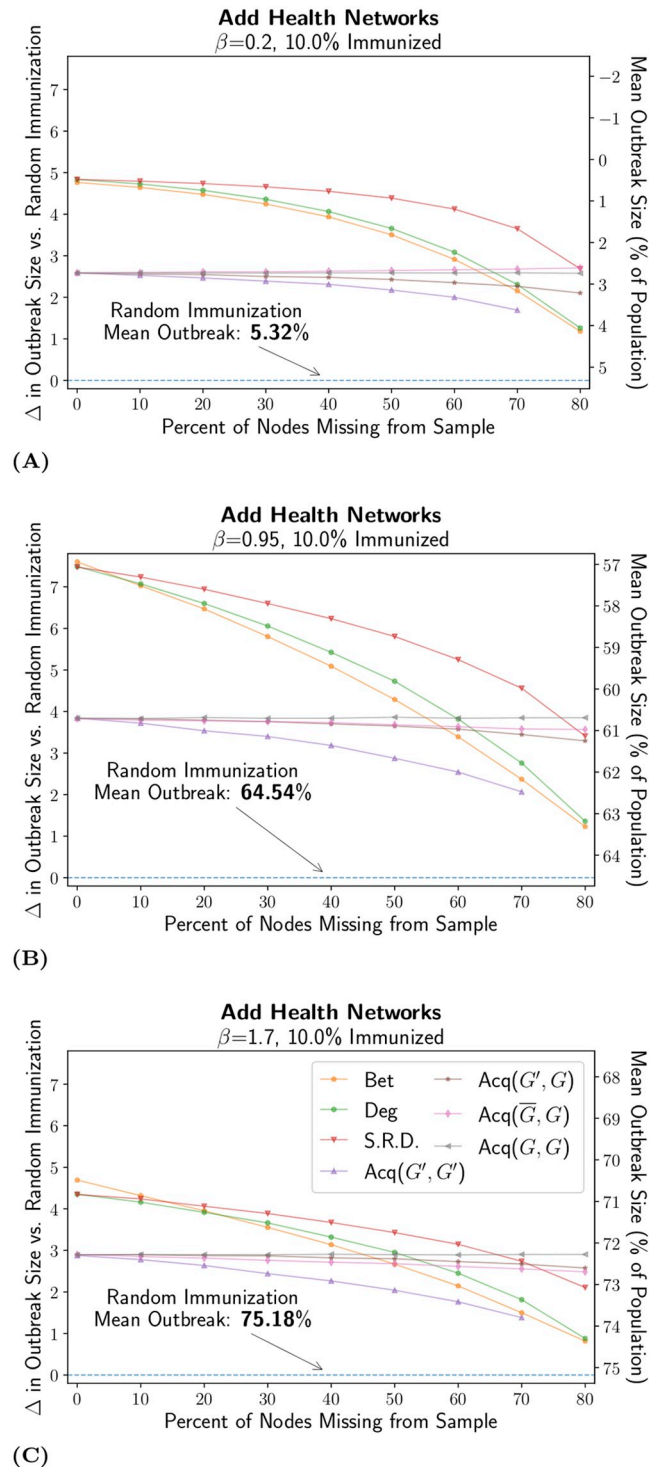 Add Health Networks
β=0.2, 10.0% Immunized
△ in Outbreak Size vs. Random Immunization
7
6
5
4
3
2
1
0
Random Immunization
Mean Outbreak: 5.32%
-2
-1
0
1
2
3
4
5
Mean Outbreak Size (% of Population)
0 10 20 30 40 50 60 70 80
Percent of Nodes Missing from Sample
(A)
Add Health Networks
β=0.95, 10.0% Immunized
△ in Outbreak Size vs. Random Immunization
7
6
5
4
3
2
1
0
Random Immunization
Mean Outbreak: 64.54%
57
58
59
60
61
62
63
64
Mean Outbreak Size (% of Population)
0 10 20 30 40 50 60 70 80
Percent of Nodes Missing from Sample
(B)
Add Health Networks
β=1.7, 10.0% Immunized
△ in Outbreak Size vs. Random Immunization
7
6
5
4
3
2
1
0
Bet
Deg
S.R.D.
Acq(G′, G′)
Acq(G′, G)
Acq(G̅, G)
Acq(G, G)
Random Immunization
Mean Outbreak: 75.18%
68
69
70
71
72
73
74
75
Mean Outbreak Size (% of Population)
0 10 20 30 40 50 60 70 80
Percent of Nodes Missing from Sample
(C)